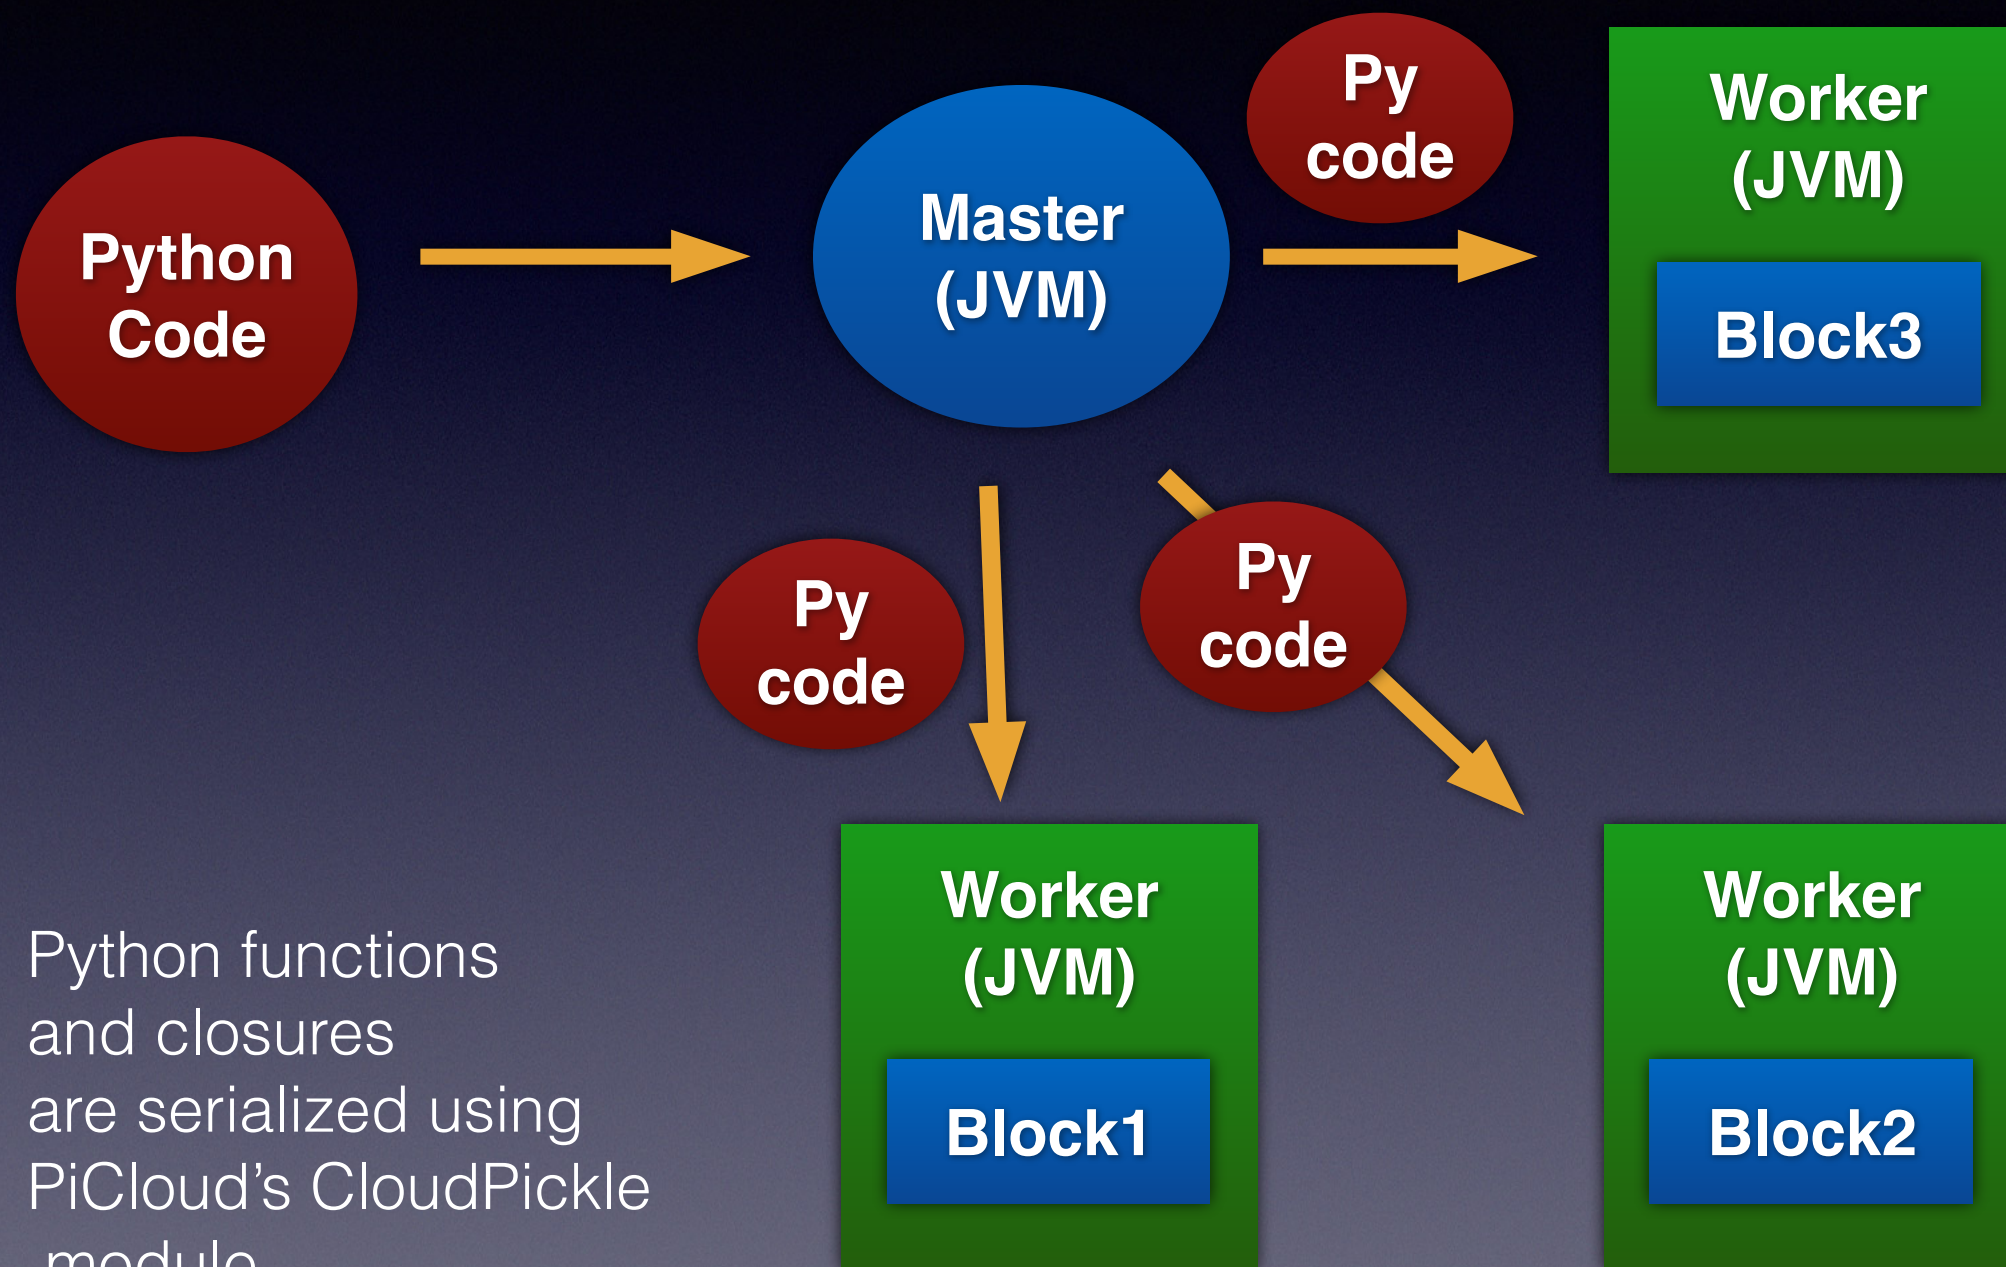 Python
Code
Master
(JVM)
Py
code
Worker
(JVM)
Block3
Py
code
Py
code
Worker
(JVM)
Block1
Worker
(JVM)
Block2
Python functions
and closures
are serialized using
PiCloud’s CloudPickle
module